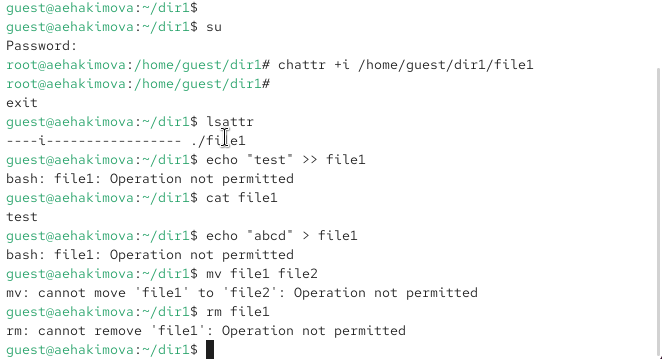 guest@aehakimova:~/dir1$
guest@aehakimova:~/dir1$ su
Password:
root@aehakimova:/home/guest/dir1# chattr +i /home/guest/dir1/file1
root@aehakimova:/home/guest/dir1#
exit
guest@aehakimova:~/dir1$ lsattr
----i----------------- ./file1
guest@aehakimova:~/dir1$ echo "test" >> file1
bash: file1: Operation not permitted
guest@aehakimova:~/dir1$ cat file1
test
guest@aehakimova:~/dir1$ echo "abcd" > file1
bash: file1: Operation not permitted
guest@aehakimova:~/dir1$ mv file1 file2
mv: cannot move 'file1' to 'file2': Operation not permitted
guest@aehakimova:~/dir1$ rm file1
rm: cannot remove 'file1': Operation not permitted
guest@aehakimova:~/dir1$